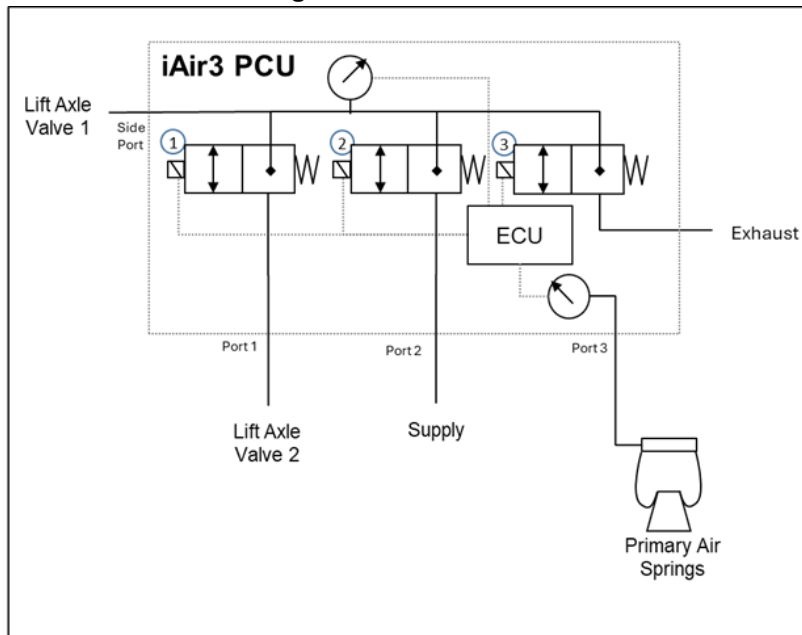 iAir3 PCU
Lift Axle
Valve 1
Side
Port
1
2
3
ECU
Exhaust
Port 1
Port 2
Port 3
Lift Axle
Valve 2
Supply
Primary Air
Springs